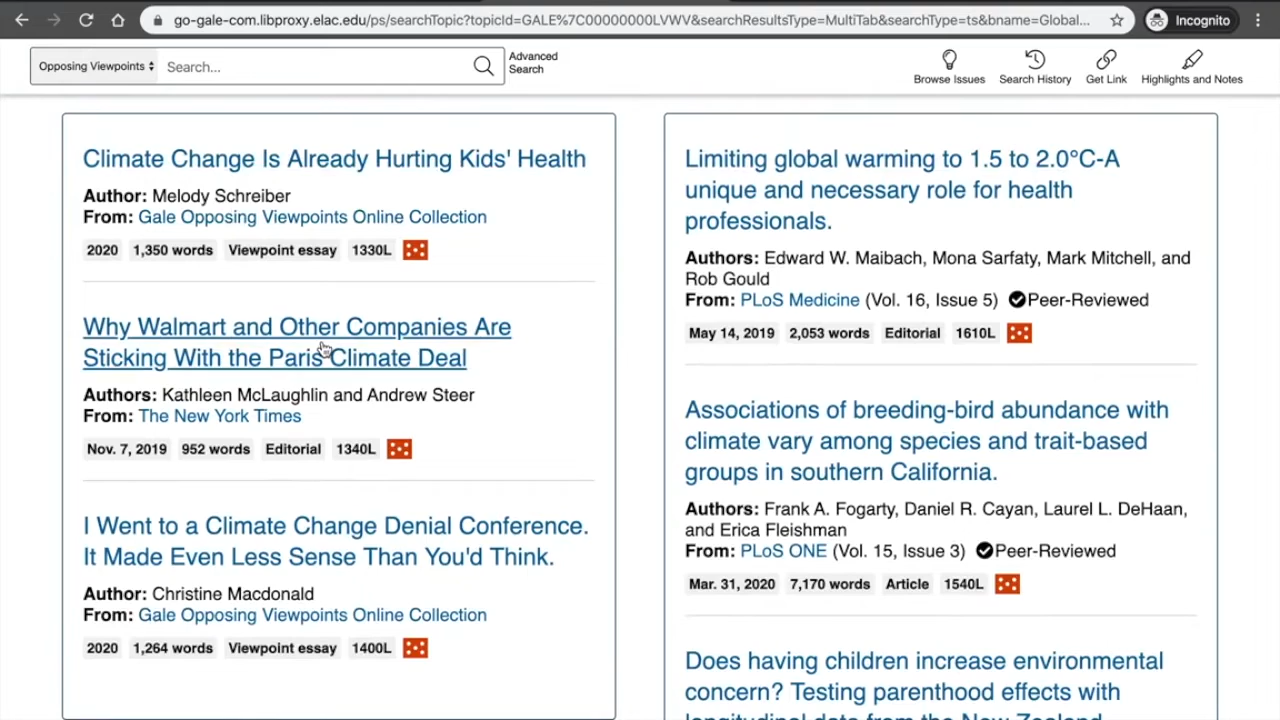 go-gale-com.libproxy.elac.edu/ps/searchTopic?topicId=GALE%7C00000000LVWV&searchResultsType=MultiTab&searchType=ts&bname=Global...
Incognito
Opposing Viewpoints
Search...
Advanced
Search
Browse Issues
Search History
Get Link
Highlights and Notes
Climate Change Is Already Hurting Kids' Health
Author: Melody Schreiber
From: Gale Opposing Viewpoints Online Collection
2020 1,350 words Viewpoint essay 1330L
Why Walmart and Other Companies Are
Sticking With the Paris Climate Deal
Authors: Kathleen McLaughlin and Andrew Steer
From: The New York Times
Nov. 7, 2019 952 words Editorial 1340L
I Went to a Climate Change Denial Conference.
It Made Even Less Sense Than You'd Think.
Author: Christine Macdonald
From: Gale Opposing Viewpoints Online Collection
2020 1,264 words Viewpoint essay 1400L
Limiting global warming to 1.5 to 2.0°C-A
unique and necessary role for health
professionals.
Authors: Edward W. Maibach, Mona Sarfaty, Mark Mitchell, and
Rob Gould
From: PLoS Medicine (Vol. 16, Issue 5) Peer-Reviewed
May 14, 2019 2,053 words Editorial 1610L
Associations of breeding-bird abundance with
climate vary among species and trait-based
groups in southern California.
Authors: Frank A. Fogarty, Daniel R. Cayan, Laurel L. DeHaan,
and Erica Fleishman
From: PLoS ONE (Vol. 15, Issue 3) Peer-Reviewed
Mar. 31, 2020 7,170 words Article 1540L
Does having children increase environmental
concern? Testing parenthood effects with
longitudinal data from the New Zealand